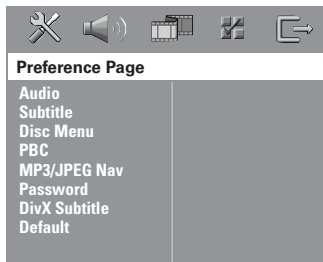 Preference Page
Audio
Subtitle
Disc Menu
PBC
MP3/JPEG Nav
Password
DivX Subtitle
Default